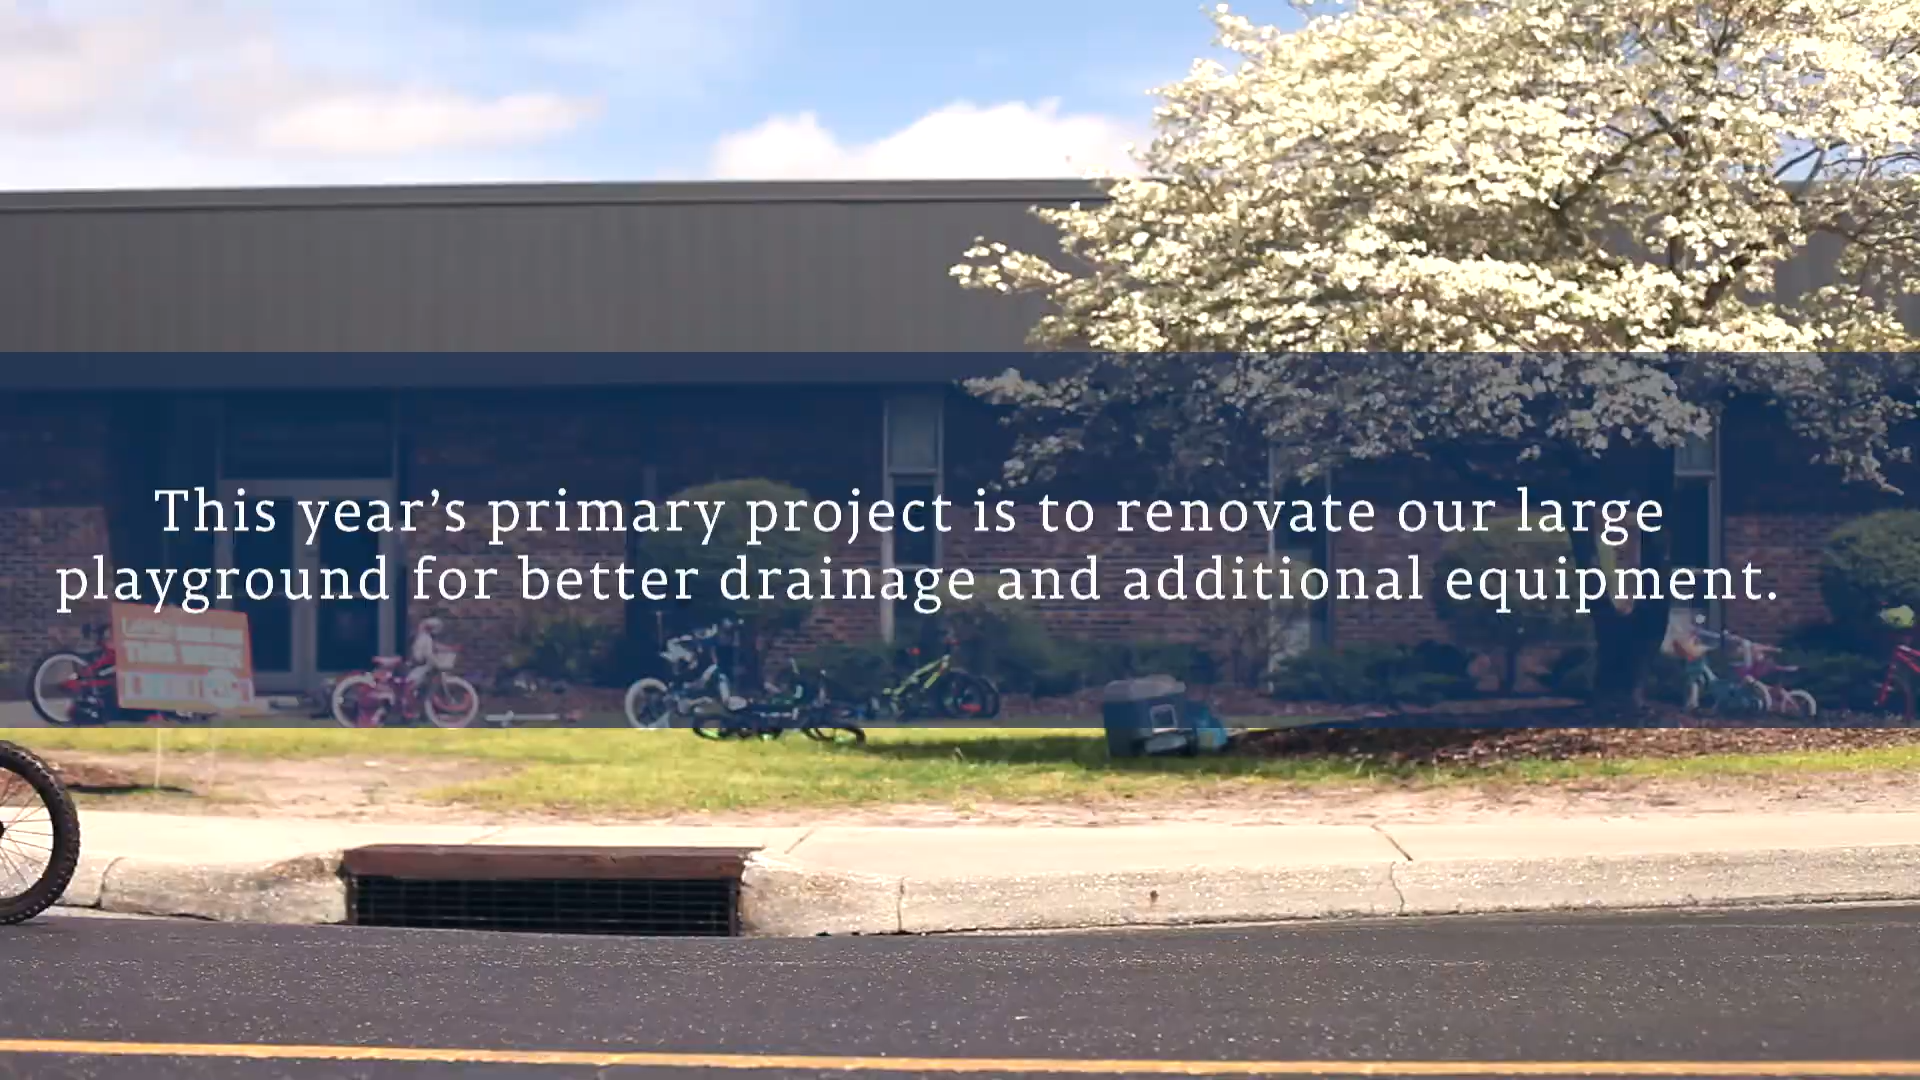 This year’s primary project is to renovate our large
playground for better drainage and additional equipment.